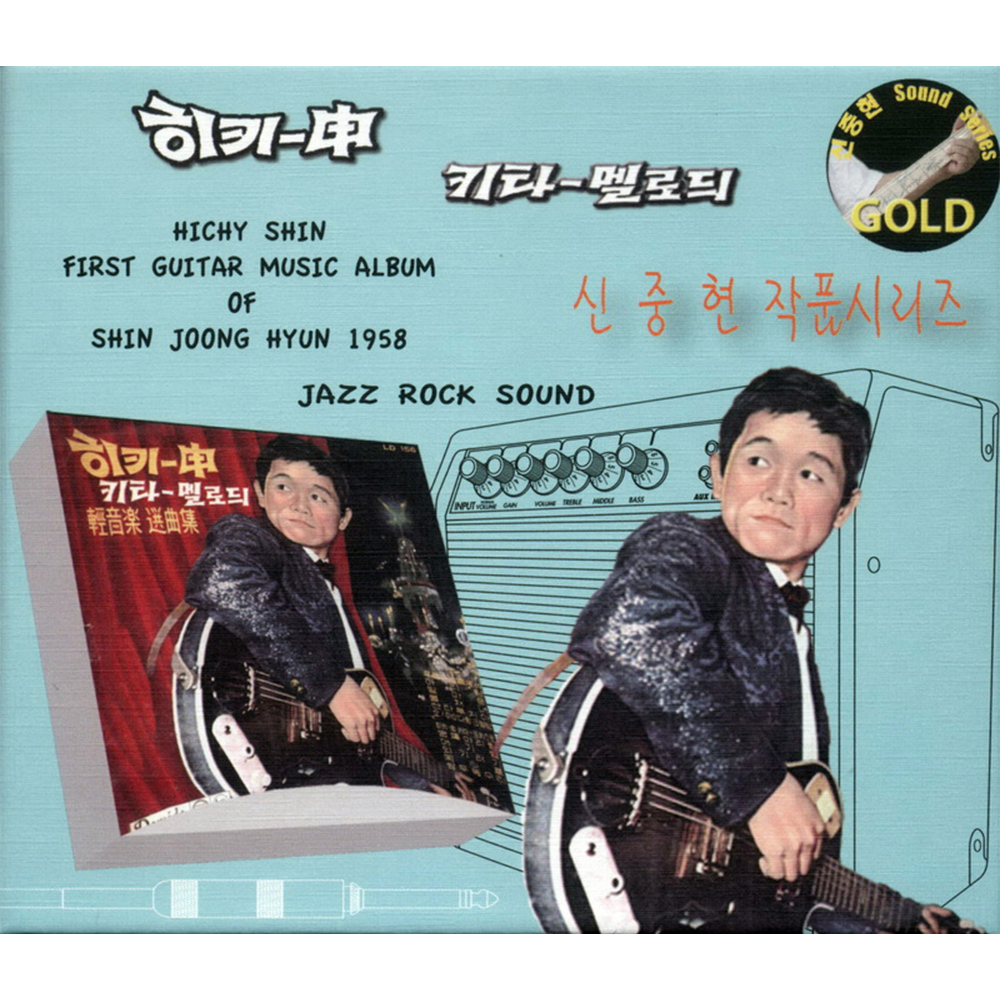 히키-申
키타-멜로듸
신중현 Sound Series
GOLD
HICHY SHIN
FIRST GUITAR MUSIC ALBUM
OF
SHIN JOONG HYUN 1958
신 중 현 작품시리즈
JAZZ ROCK SOUND
LD 156
히키-申
키타-멜로듸
輕音楽 選曲集
INPUT
VOLUME
GAIN
VOLUME
TREBLE
MIDDLE
BASS
AUX